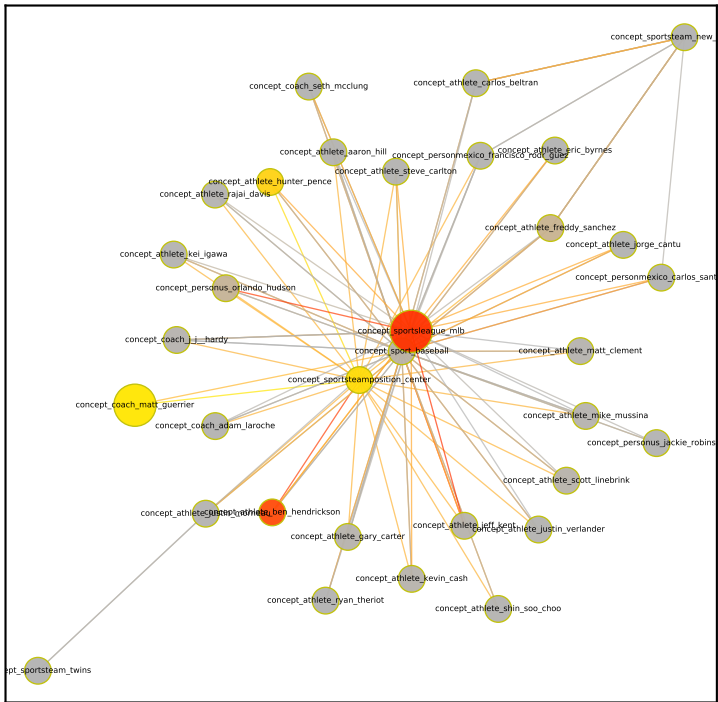 concept_sportsteam_new_
concept_athlete_carlos_beltran
concept_coach_seth_mcclung
concept_athlete_aaron_hill
concept_athlete_eric_byrnes
concept_personmexico_francisco_rodr_guez
concept_athlete_steve_carlton
concept_athlete_hunter_pence
concept_athlete_rajai_davis
concept_athlete_freddy_sanchez
concept_athlete_jorge_cantu
concept_athlete_kei_igawa
concept_personmexico_carlos_sant
concept_personus_orlando_hudson
concept_sportsleague_mlb
concept_coach_j_j__hardy
concept_sport_baseball
concept_athlete_matt_clement
concept_sportsteamposition_center
concept_coach_matt_guerrier
concept_athlete_mike_mussina
concept_coach_adam_laroche
concept_personus_jackie_robins
concept_athlete_scott_linebrink
concept_athlete_ben_hendrickson
concept_athlete_jeff_kent
concept_athlete_justin_verlander
concept_athlete_gary_carter
concept_athlete_kevin_cash
concept_athlete_ryan_theriot
concept_athlete_shin_soo_choo
ept_sportsteam_twins